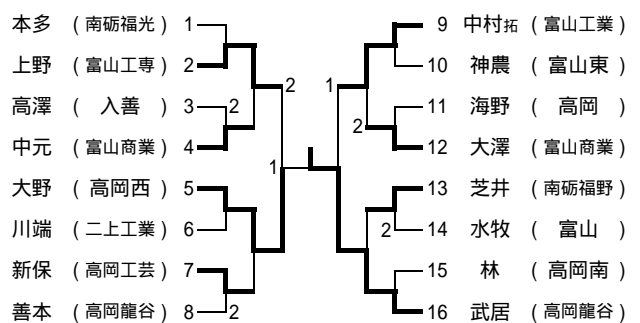 本多 (南砺福光) 1
上野 (富山工専) 2
高澤 (入善) 3 2
中元 (富山商業) 4
大野 (高岡西) 5
川端 (二上工業) 6
新保 (高岡工芸) 7
善本 (高岡龍谷) 8 2
2
1
1
2
2
9 中村拓 (富山工業)
10 神農 (富山東)
11 海野 (高岡)
12 大澤 (富山商業)
13 芝井 (南砺福野)
14 水牧 (富山)
15 林 (高岡南)
16 武居 (高岡龍谷)